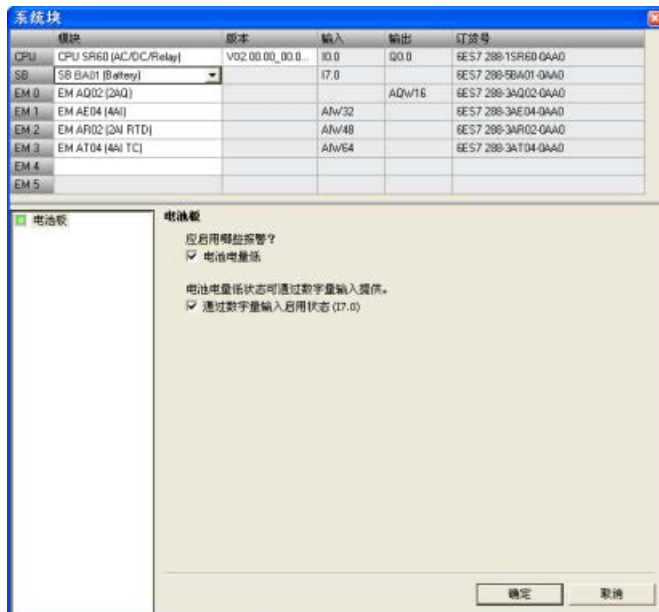 系统块
模块 版本 输入 输出 订货号
CPU CPU SR60 (AC/DC/Relay) V02.00.00_00.0... I0.0 Q0.0 6ES7 288-1SR60-0AA0
SB SB BA01 (Battery) I7.0 6ES7 288-5BA01-0AA0
EM 0 EM AQ02 (2AQ) AQW16 6ES7 288-3AQ02-0AA0
EM 1 EM AE04 (4AI) AIW32 6ES7 288-3AE04-0AA0
EM 2 EM AR02 (2AI RTD) AIW48 6ES7 288-3AR02-0AA0
EM 3 EM AT04 (4AI TC) AIW64 6ES7 288-3AT04-0AA0
EM 4
EM 5
电池板
电池板
应启用哪些报警?
电池电量低
电池电量低状态可通过数字量输入提供。
通过数字量输入启用状态 (I7.0)
确定 取消